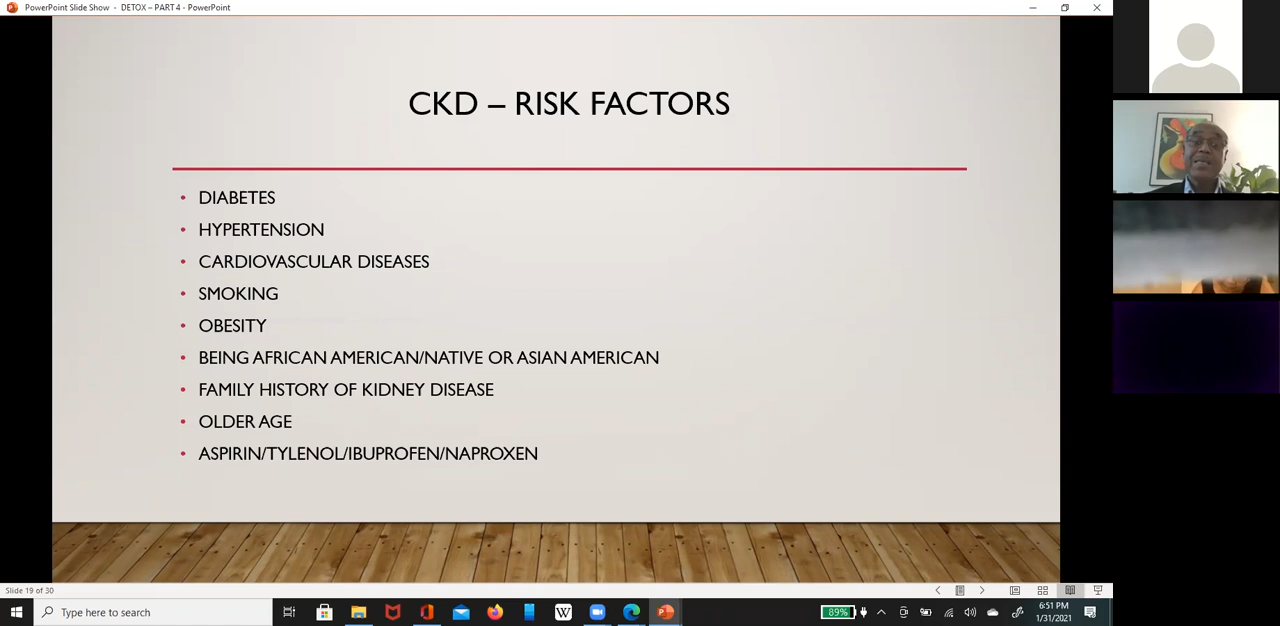 PowerPoint Slide Show - DETOX – PART 4 - PowerPoint
CKD – RISK FACTORS
• DIABETES
• HYPERTENSION
• CARDIOVASCULAR DISEASES
• SMOKING
• OBESITY
• BEING AFRICAN AMERICAN/NATIVE OR ASIAN AMERICAN
• FAMILY HISTORY OF KIDNEY DISEASE
• OLDER AGE
• ASPIRIN/TYLENOL/IBUPROFEN/NAPROXEN
Slide 19 of 30
Type here to search
W
89%
6:51 PM
1/31/2021